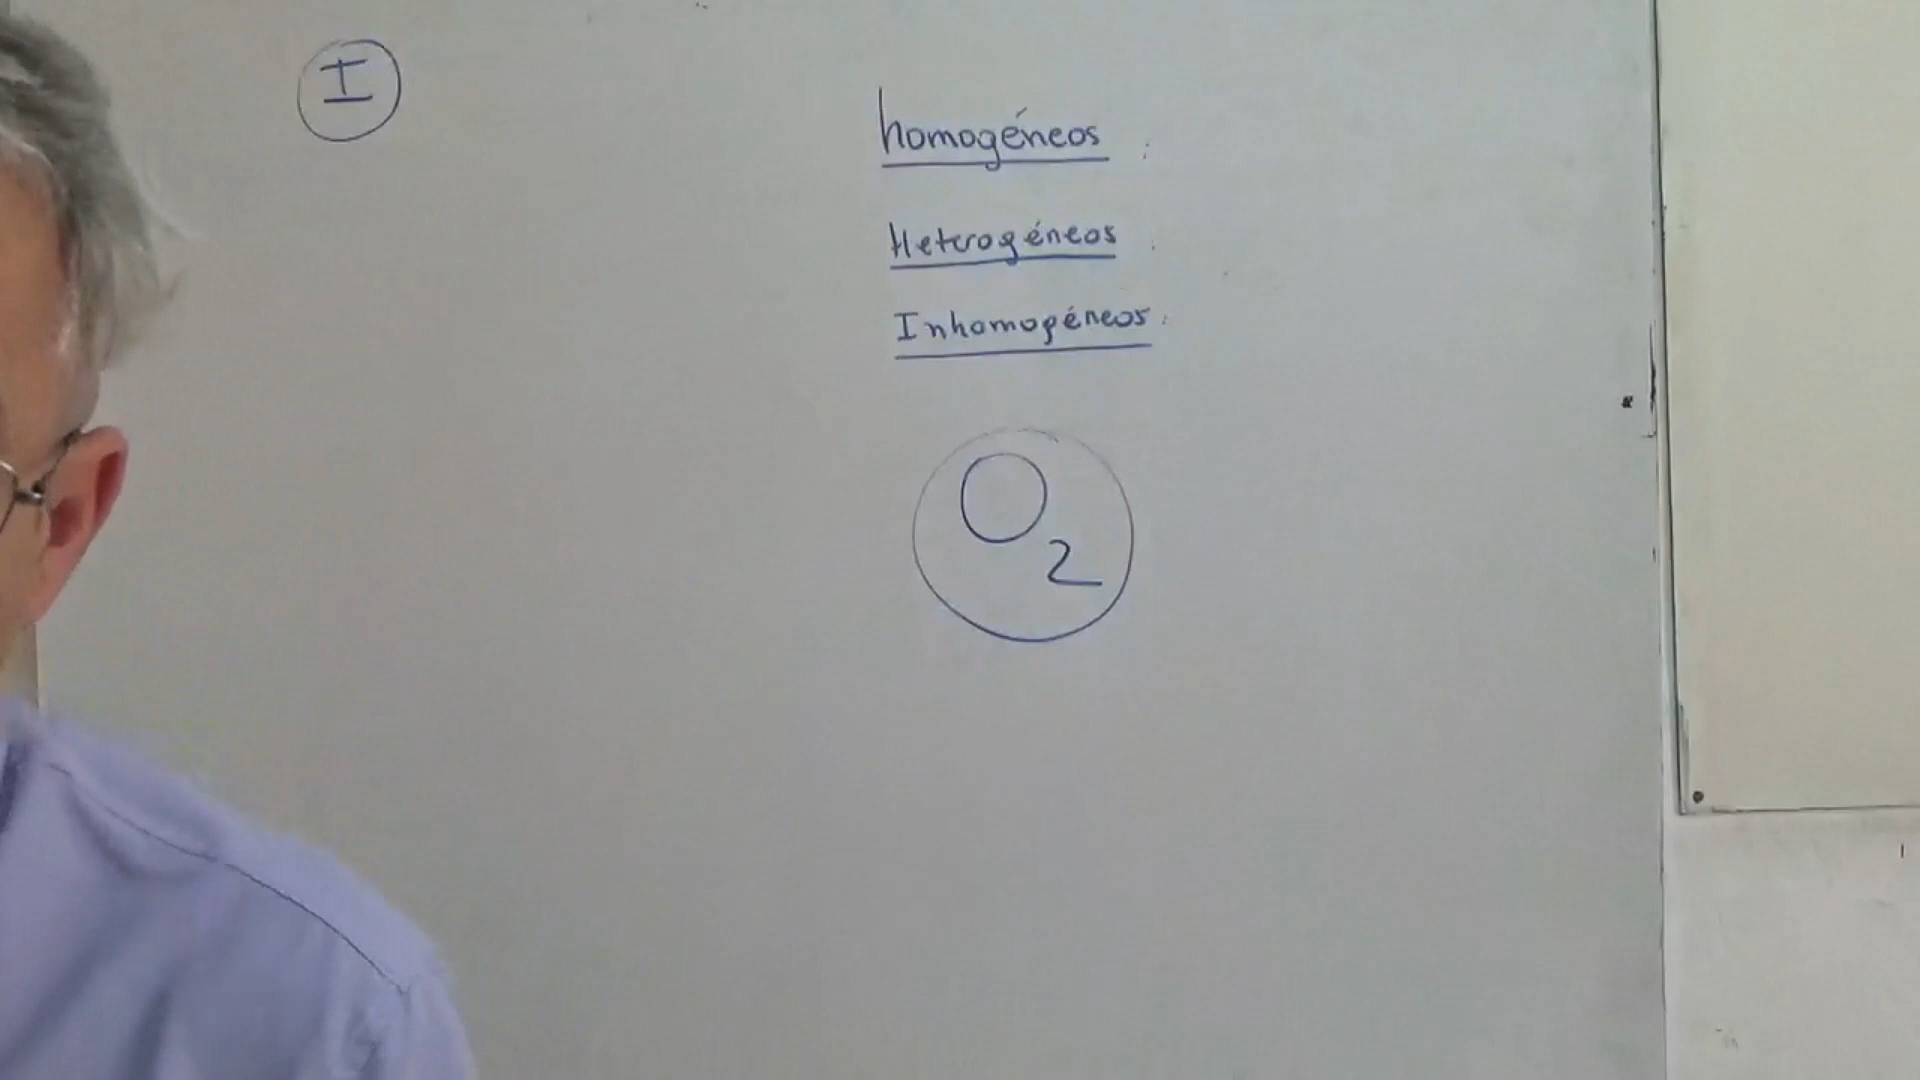 I
homogéneos :
Heterogéneos :
Inhomogéneos :
O2